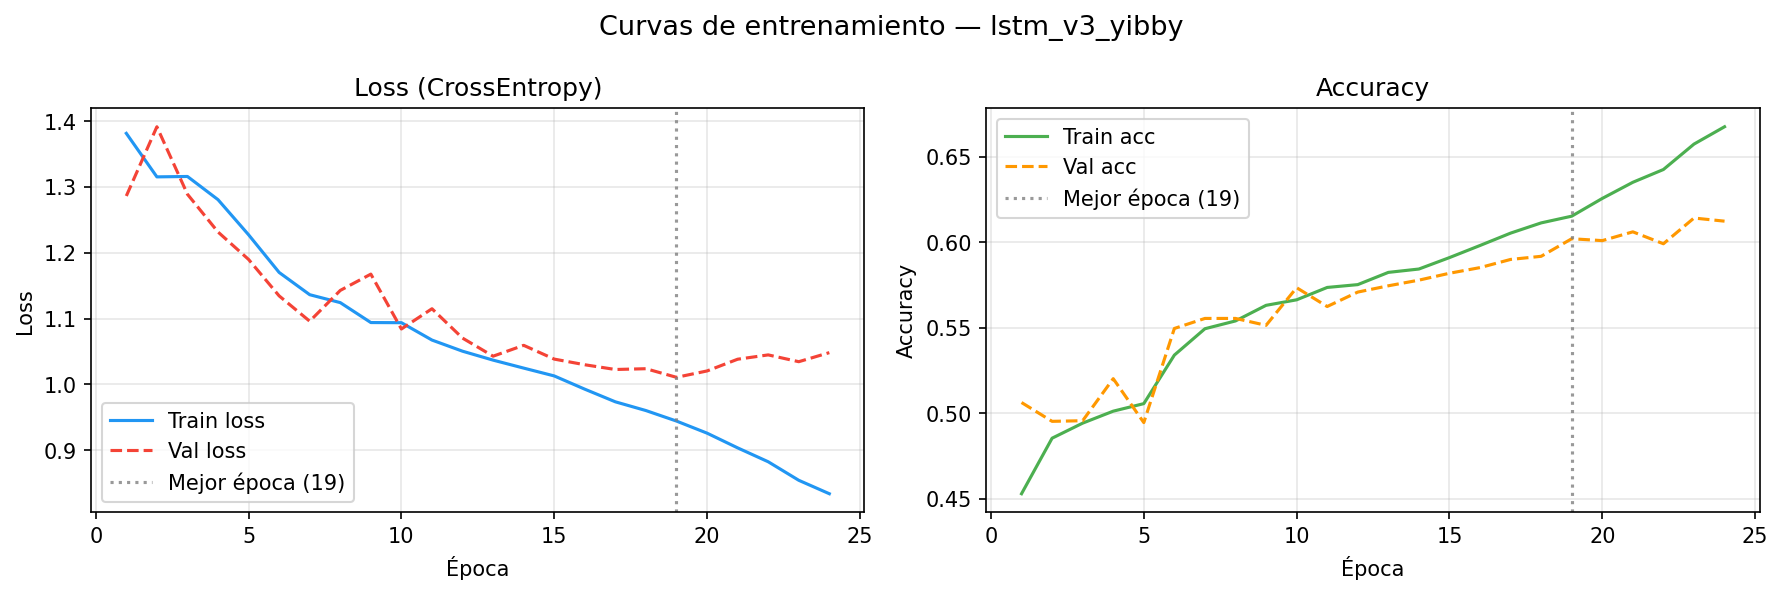 Curvas de entrenamiento — lstm_v3_yibby
Loss (CrossEntropy)
1.4
1.3
1.2
1.1
1.0
0.9
Loss
Train loss
Val loss
Mejor época (19)
0
5
10
15
20
25
Época
Accuracy
0.65
0.60
0.55
0.50
0.45
Accuracy
Train acc
Val acc
Mejor época (19)
0
5
10
15
20
25
Época